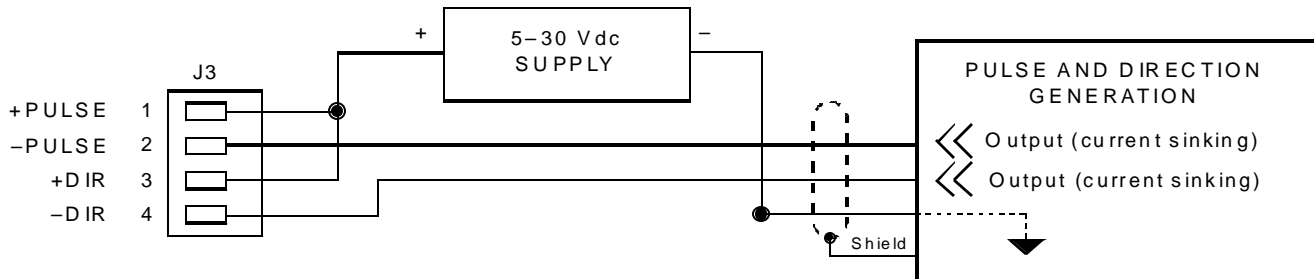 + 5–30 Vdc –
SUPPLY
J3
+PULSE 1
–PULSE 2
+DIR 3
–DIR 4
PULSE AND DIRECTION
GENERATION
Output (current sinking)
Output (current sinking)
Shield